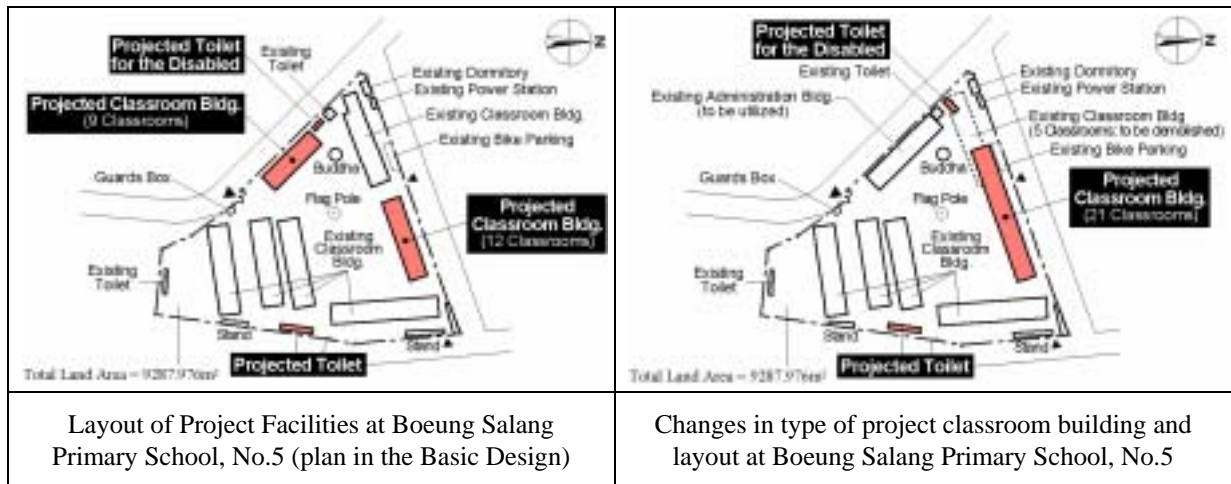 Projected Toilet
for the Disabled
Existing
Toilet
N
Existing Dormitory
Existing Power Station
Projected Classroom Bldg.
(9 Classrooms)
Existing Classroom Bldg.
Existing Bike Parking
Buddha
Guards Box
Flag Pole
Projected
Classroom Bldg.
(12 Classrooms)
Existing
Classroom
Bldg.
Existing
Toilet
Stand
Stand
Projected Toilet
Total Land Area = 9287.976m²
Layout of Project Facilities at Boeung Salang
Primary School, No.5 (plan in the Basic Design)
Projected Toilet
for the Disabled
Existing Toilet
N
Existing Dormitory
Existing Power Station
Existing Administration Bldg.
(to be utilized)
Existing Classroom Bldg
(5 Classrooms: to be demolished)
Existing Bike Parking
Buddha
Guards Box
Flag Pole
Projected
Classroom Bldg.
(21 Classrooms)
Existing
Classroom
Bldg.
Existing
Toilet
Stand
Stand
Projected Toilet
Total Land Area = 9287.976m²
Changes in type of project classroom building and
layout at Boeung Salang Primary School, No.5